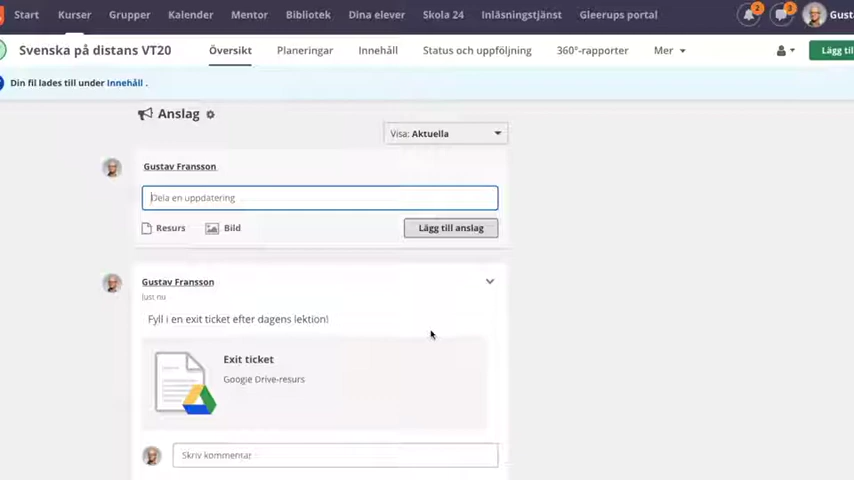 Start Kurser Grupper Kalender Mentor Bibliotek Dina elever Skola 24 Inläsningstjänst Gleerups portal 2 3 Gust
Svenska på distans VT20 Översikt Planeringar Innehåll Status och uppföljning 360°-rapporter Mer Lägg til
Din fil lades till under Innehåll .
Anslag
Visa: Aktuella
Gustav Fransson
Dela en uppdatering
Resurs Bild Lägg till anslag
Gustav Fransson
Just nu
Fyll i en exit ticket efter dagens lektion!
Exit ticket
Google Drive-resurs
Skriv kommentar